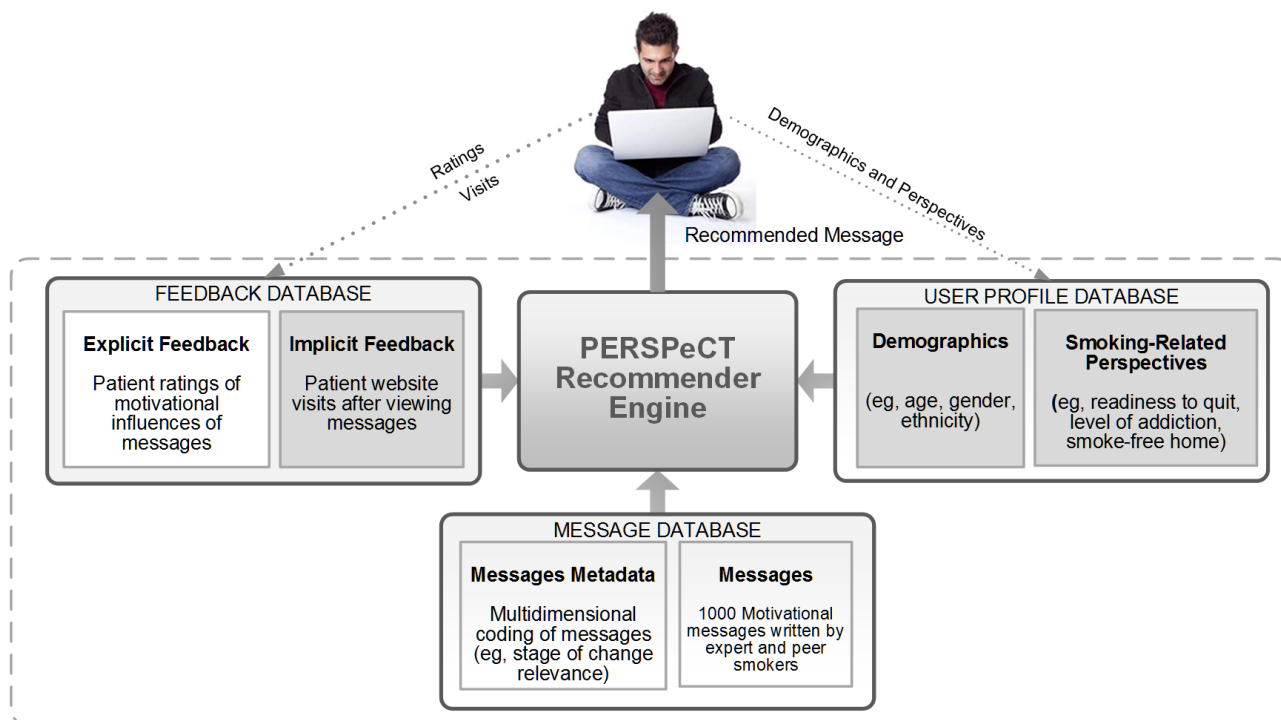 Ratings
Visits
Demographics and Perspectives
Recommended Message
FEEDBACK DATABASE
Explicit Feedback
Patient ratings of
motivational
influences of
messages
Implicit Feedback
Patient website
visits after viewing
messages
PERSPeCT
Recommender
Engine
USER PROFILE DATABASE
Demographics
(eg, age, gender,
ethnicity)
Smoking-Related
Perspectives
(eg, readiness to quit,
level of addiction,
smoke-free home)
MESSAGE DATABASE
Messages Metadata
Multidimensional
coding of messages
(eg, stage of change
relevance)
Messages
1000 Motivational
messages written by
expert and peer
smokers